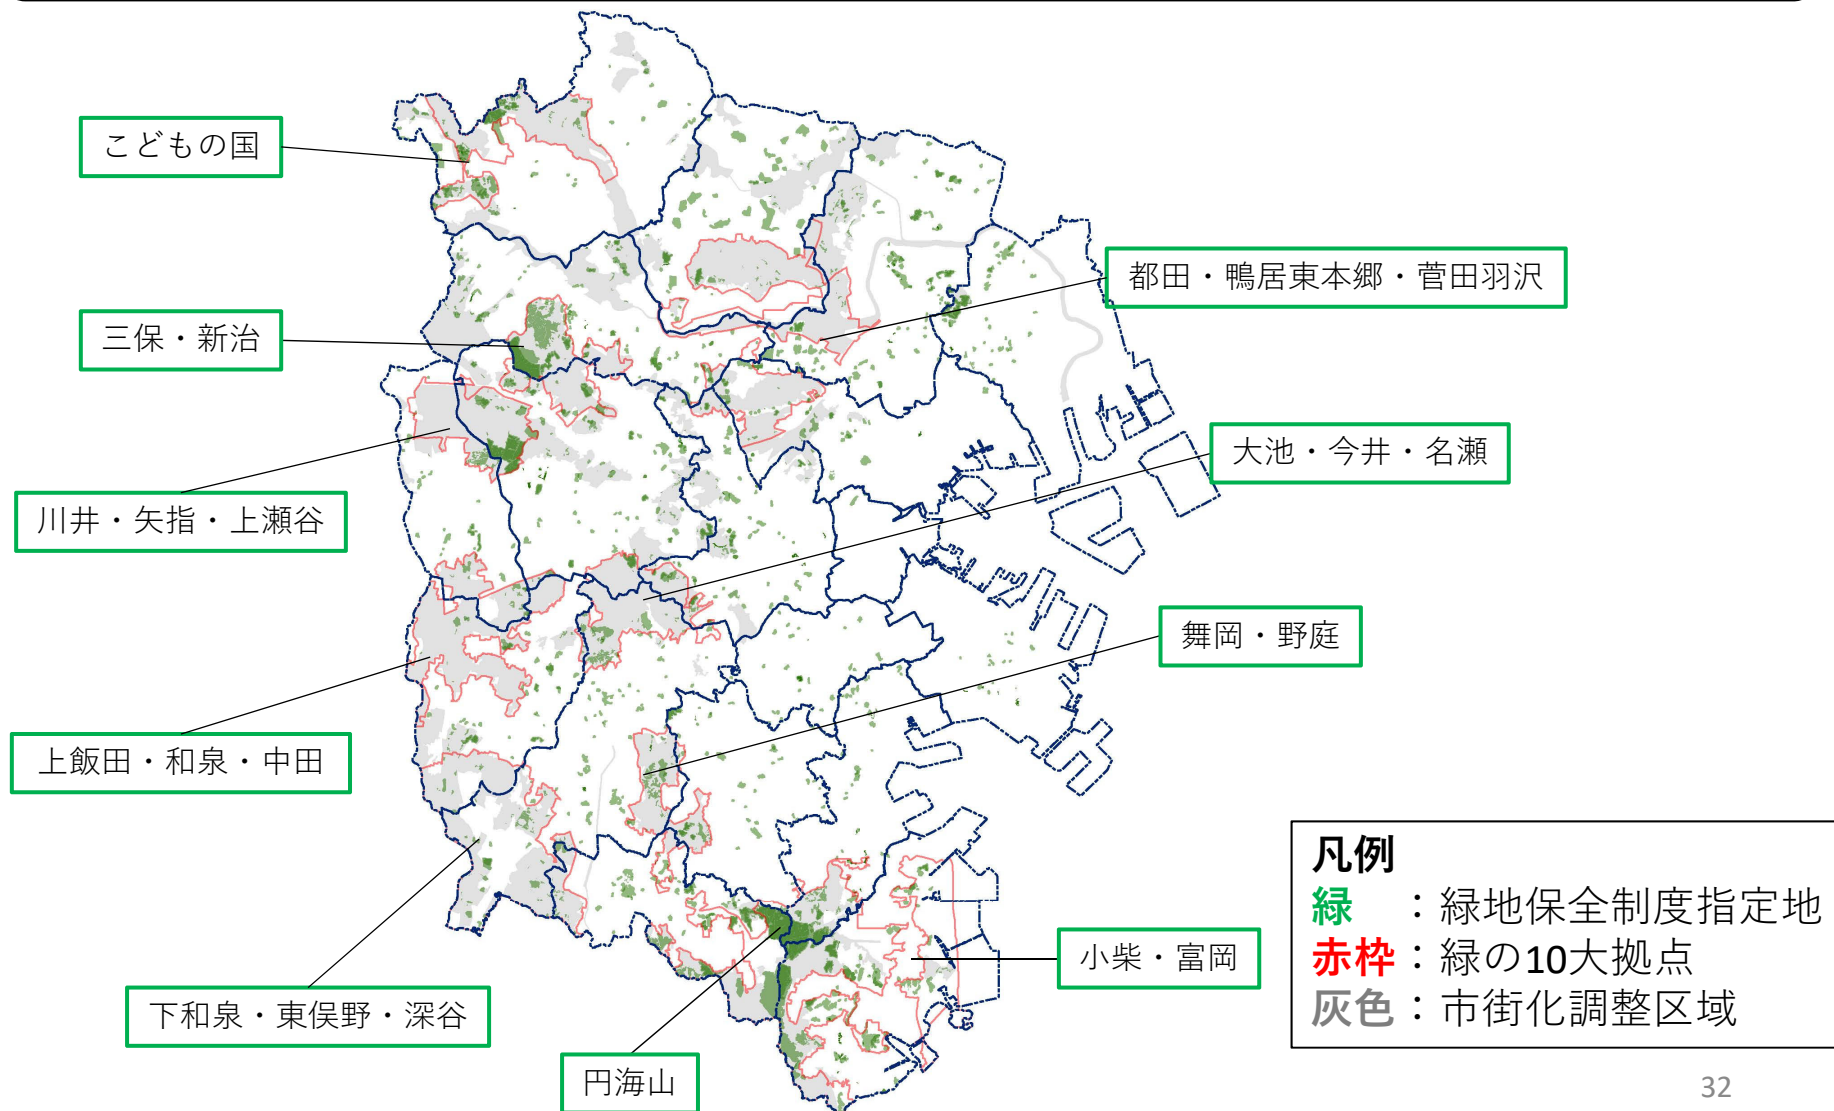 こどもの国
都田・鴨居東本郷・菅田羽沢
三保・新治
大池・今井・名瀬
川井・矢指・上瀬谷
舞岡・野庭
上飯田・和泉・中田
凡例
緑 ：緑地保全制度指定地
赤枠：緑の10大拠点
灰色：市街化調整区域
小柴・富岡
下和泉・東俣野・深谷
円海山
32